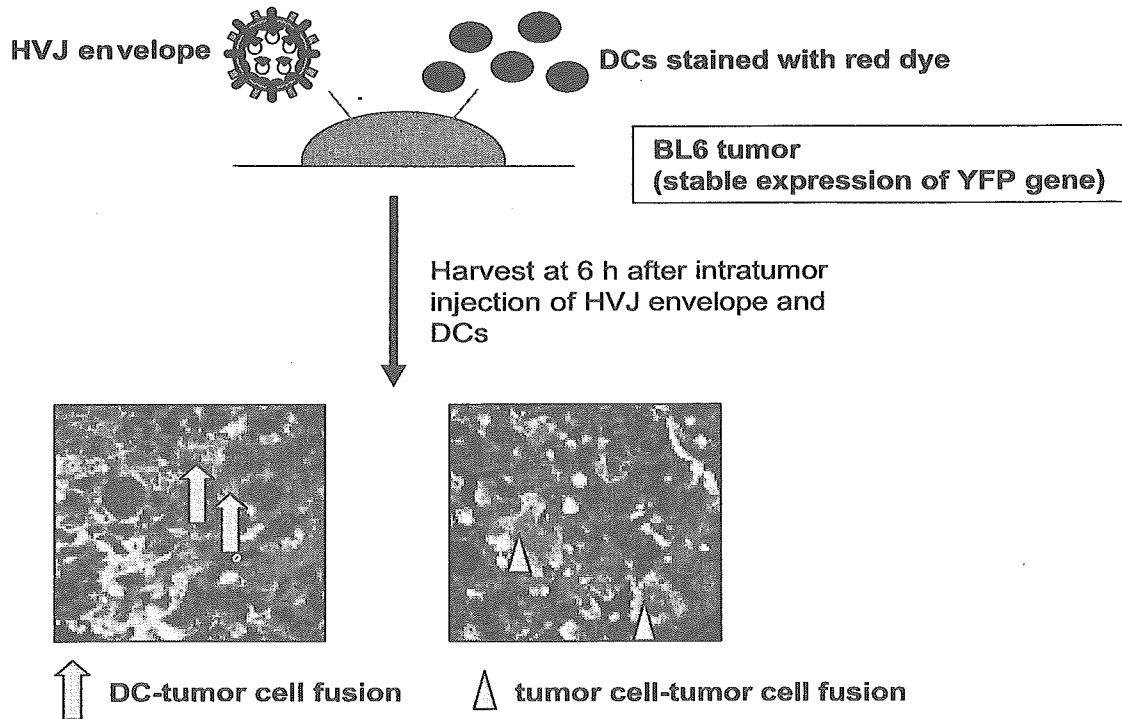 HVJ envelope
DCs stained with red dye
BL6 tumor
(stable expression of YFP gene)
Harvest at 6 h after intratumor
injection of HVJ envelope and
DCs
DC-tumor cell fusion
tumor cell-tumor cell fusion